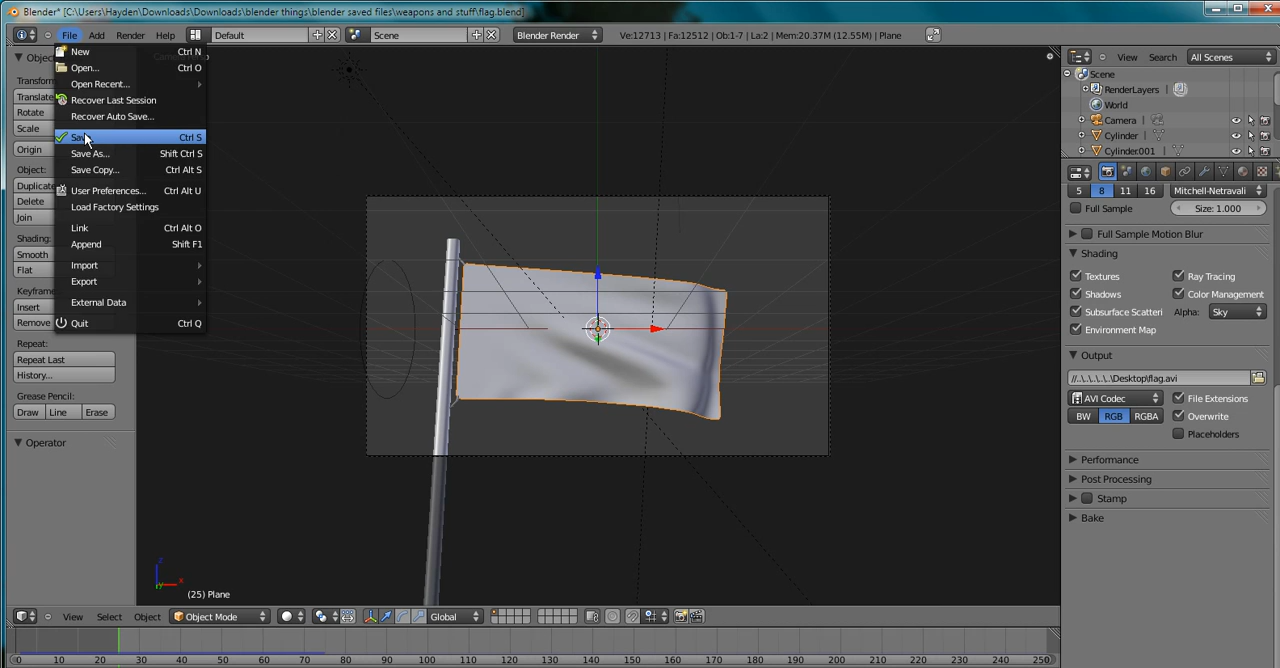 Blender* [C:\Users\Hayden\Downloads\Downloads\blender things\blender saved files\weapons and stuff\flag.blend]
File Add Render Help Default Scene Blender Render Ve:12713 | Fa:12512 | Ob:1-7 | La:2 | Mem:20.37M (12.55M) | Plane
New Ctrl N
Open... Ctrl O
Open Recent...
Recover Last Session
Recover Auto Save...
Save Ctrl S
Save As... Shift Ctrl S
Save Copy... Ctrl Alt S
User Preferences... Ctrl Alt U
Load Factory Settings
Link Ctrl Alt O
Append Shift F1
Import
Export
External Data
Quit Ctrl Q
Transform
Translate
Rotate
Scale
Origin
Object:
Duplicate
Delete
Join
Shading:
Smooth
Flat
Keyframe
Insert
Remove
Repeat:
Repeat Last
History...
Grease Pencil:
Draw Line Erase
Operator
(25) Plane
z
x
y
View Select Object Object Mode Global
0 10 20 30 40 50 60 70 80 90 100 110 120 130 140 150 160 170 180 190 200 210 220 230 240 250
View Search All Scenes
Scene
RenderLayers
World
Camera
Cylinder
Cylinder.001
5 8 11 16 Mitchell-Netravali
Full Sample Size: 1.000
Full Sample Motion Blur
Shading
Textures Ray Tracing
Shadows Color Management
Subsurface Scatteri Alpha: Sky
Environment Map
Output
//..\..\..\..\..\Desktop\flag.avi
AVI Codec File Extensions
BW RGB RGBA Overwrite
Placeholders
Performance
Post Processing
Stamp
Bake